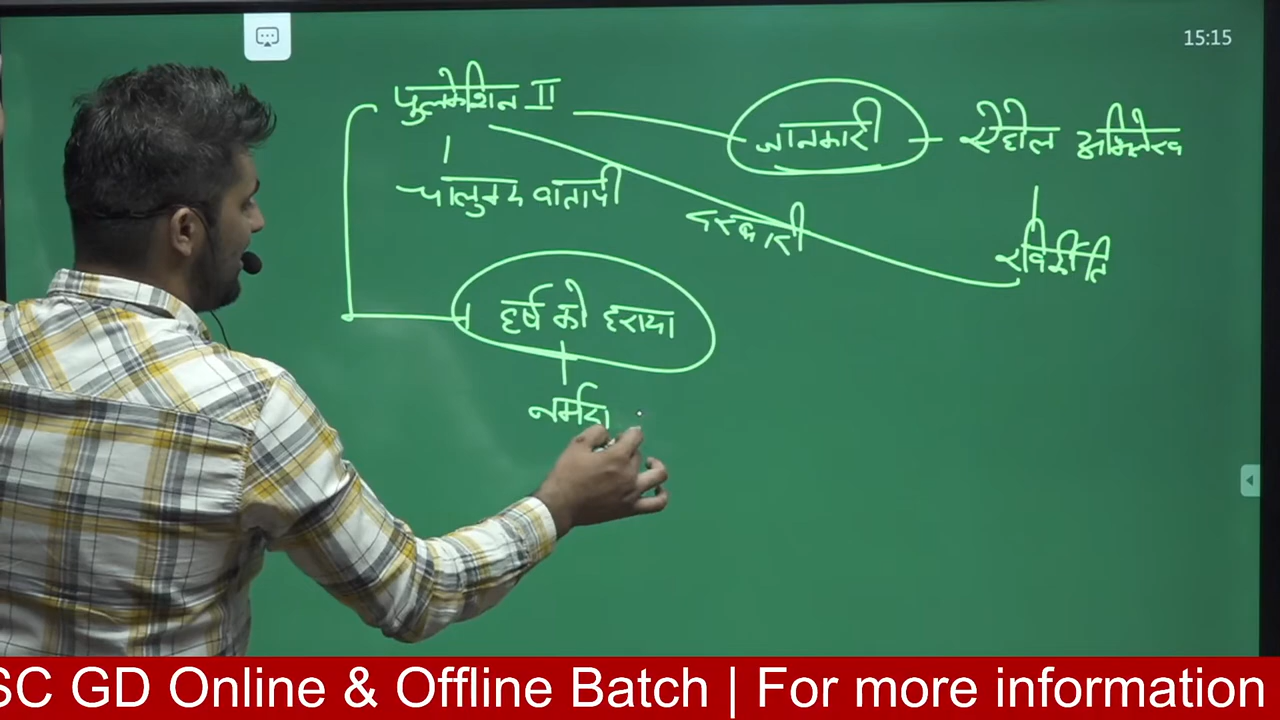 15:15
पुलकेशिन II
जानकारी
ऐहोल अभिलेख
चालुक्य वातापी
दरबारी
रविकीर्ति
हर्ष को हराया
नर्मदा
SC GD Online & Offline Batch | For more information